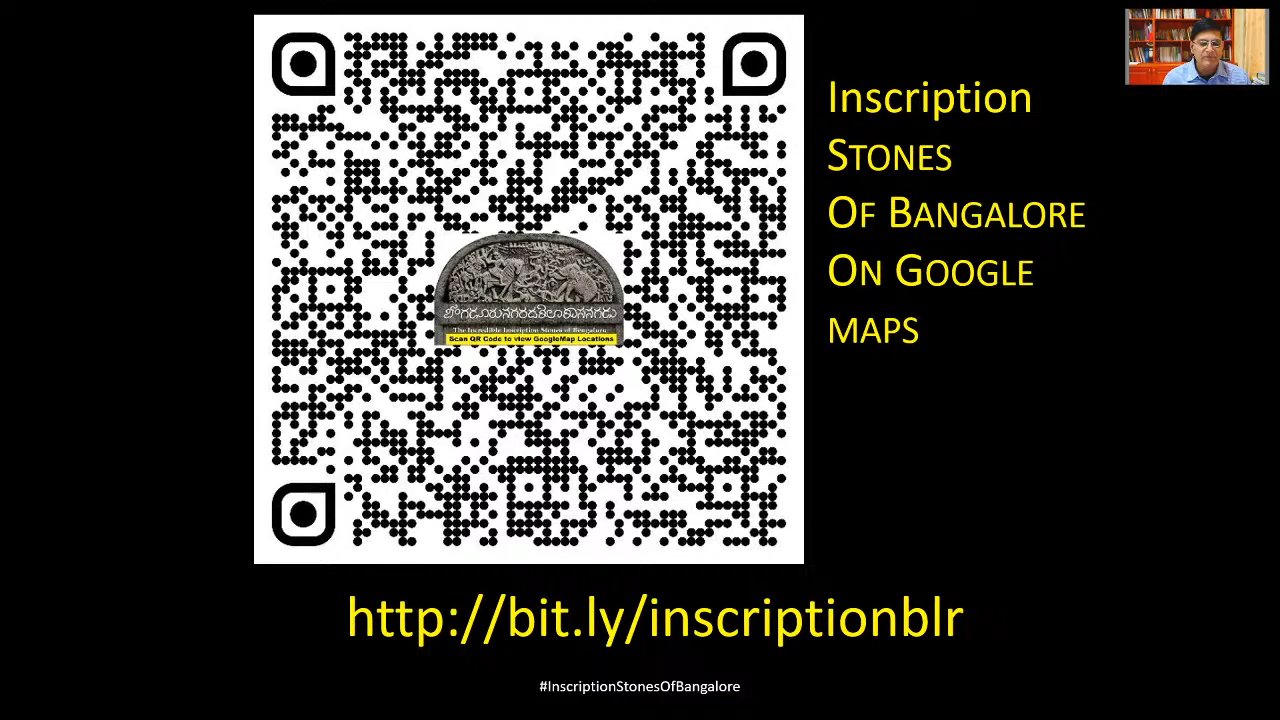 Inscription
STONES
OF BANGALORE
ON GOOGLE
MAPS
The Incredible Inscription Stones of Bengaluru
Scan QR Code to view GoogleMap Locations
http://bit.ly/inscriptionblr
#InscriptionStonesOfBangalore